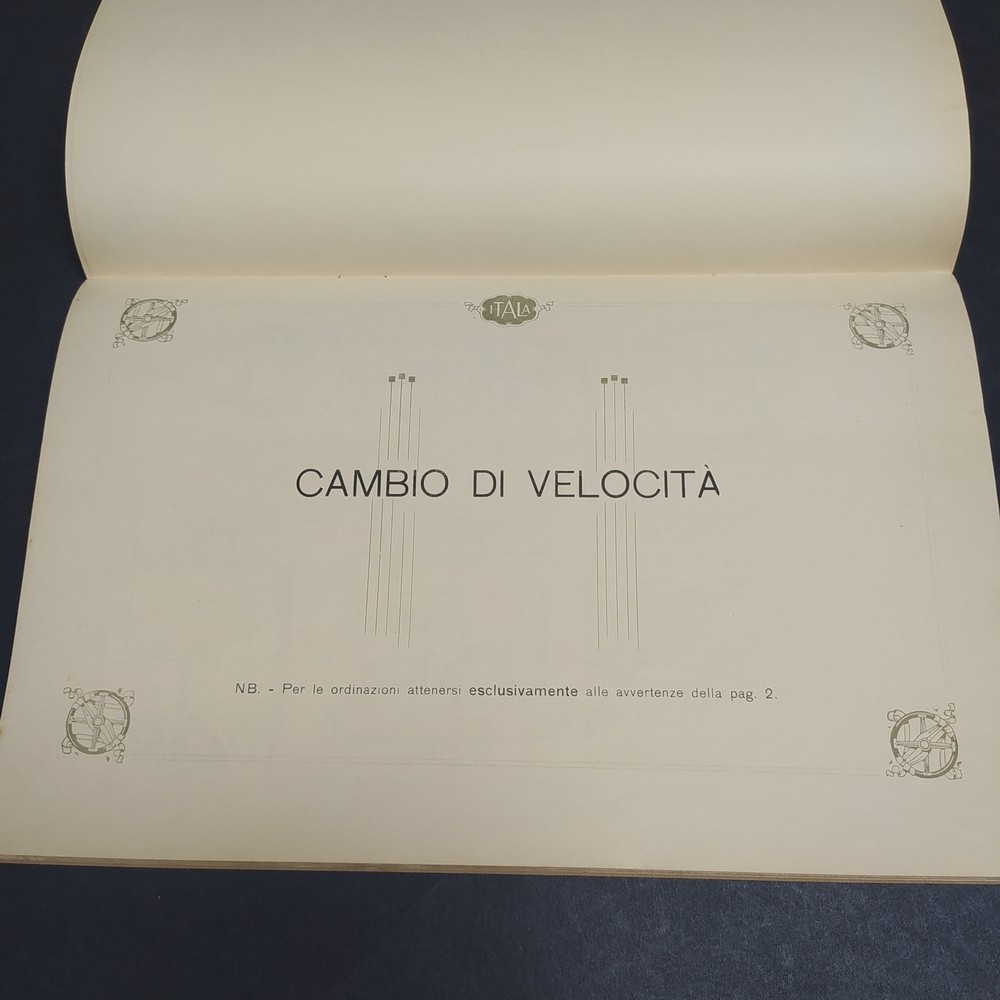 ITALA
CAMBIO DI VELOCITÀ
NB. - Per le ordinazioni attenersi esclusivamente alle avvertenze della pag. 2.